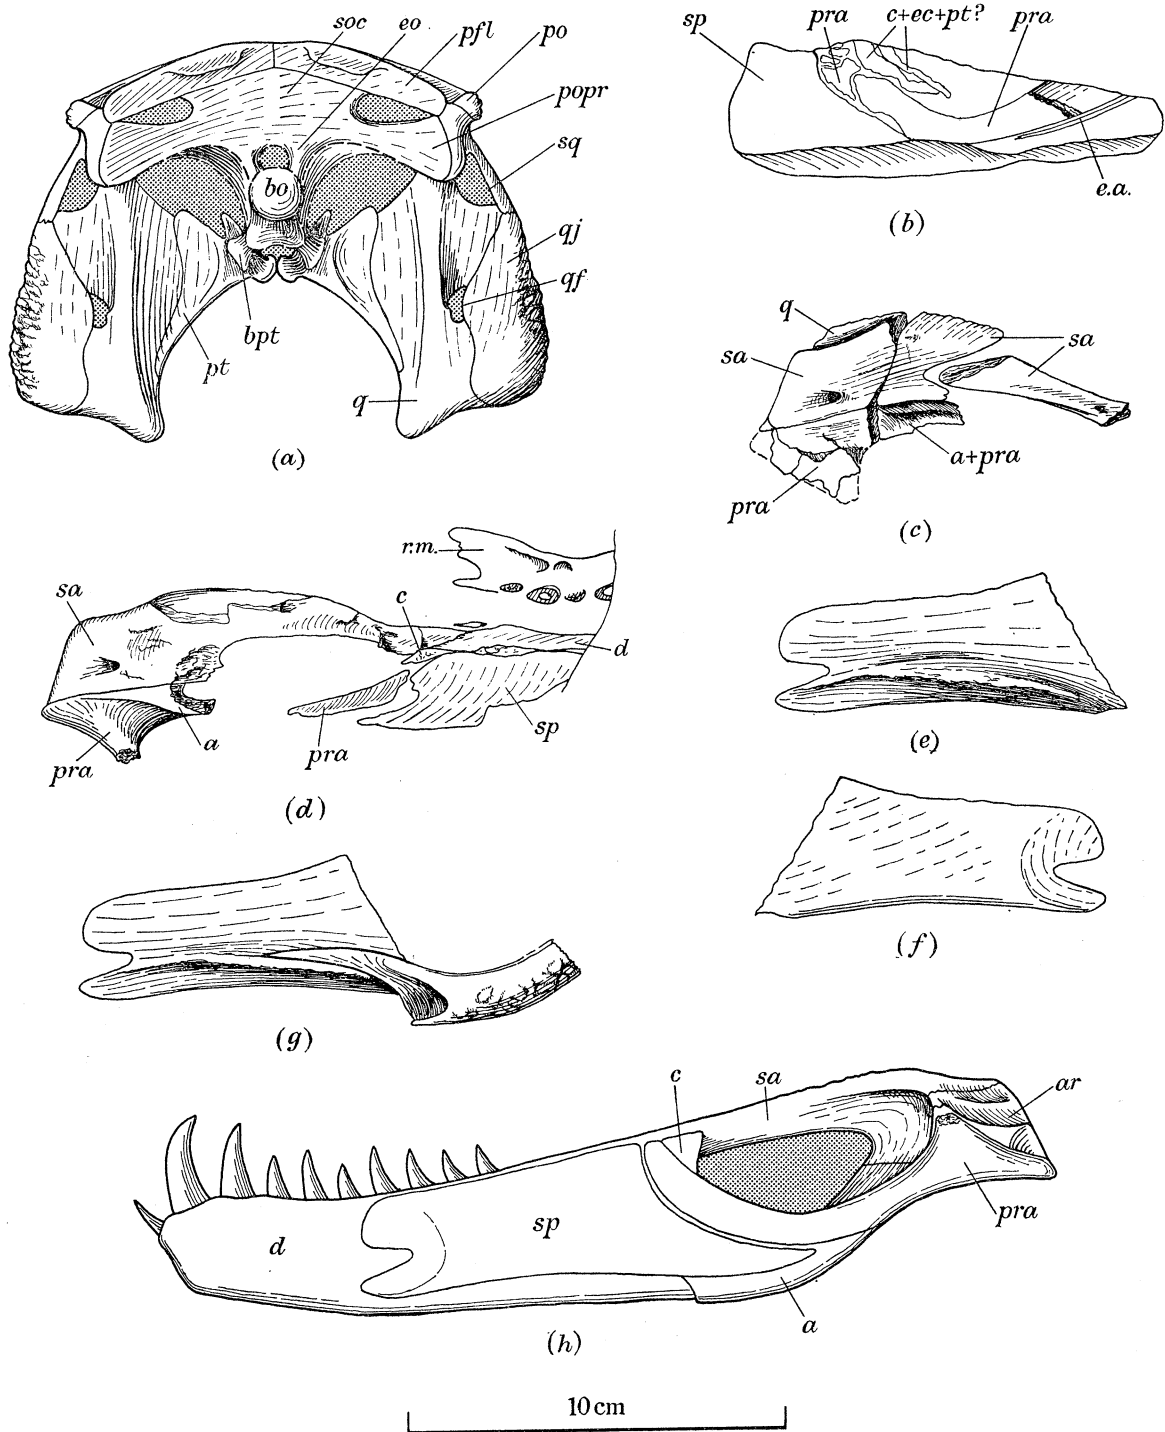 soc
eo
pfl
po
popr
sq
bo
qj
qf
bpt
pt
q
(a)
sp
pra
c+ec+pt?
pra
e.a.
(b)
q
sa
sa
a+pra
pra
(c)
r.m.
sa
c
d
sp
a
pra
pra
(d)
(e)
(f)
(g)
c
sa
ar
sp
d
pra
a
(h)
10 cm